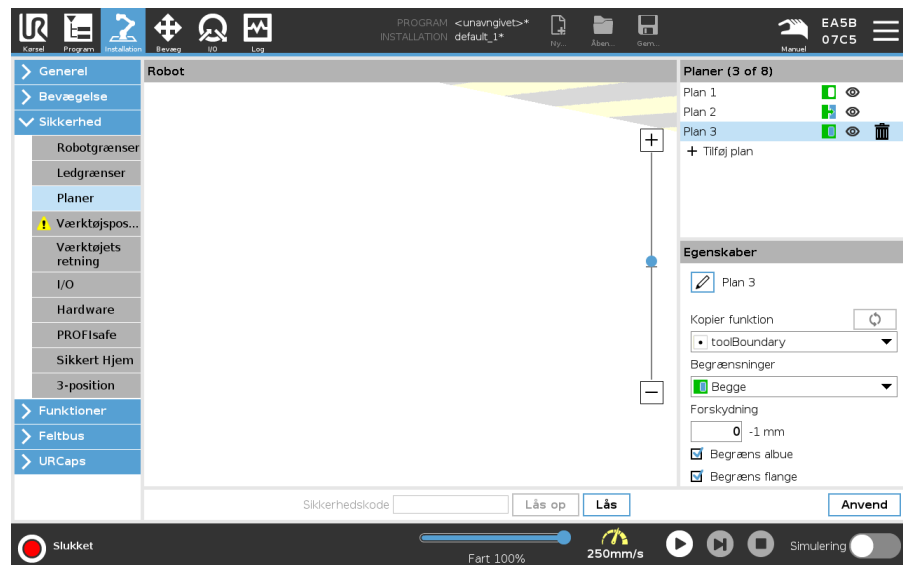 PROGRAM <unavngivet>*
INSTALLATION default_1*
Kørsel Program Installation Bevæg I/O Log Ny... Åben... Gem... Manuel
EA5B
07C5
Generel
Bevægelse
Sikkerhed
Robotgrænser
Ledgrænser
Planer
Værktøjspos...
Værktøjets
retning
I/O
Hardware
PROFIsafe
Sikkert Hjem
3-position
Funktioner
Feltbus
URCaps
Robot
Planer (3 of 8)
Plan 1
Plan 2
Plan 3
+ Tilføj plan
Egenskaber
Plan 3
Kopier funktion
toolBoundary
Begrænsninger
Begge
Forskydning
0 -1 mm
Begræns albue
Begræns flange
Sikkerhedskode Lås op Lås Anvend
Slukket Fart 100% 250mm/s Simulering